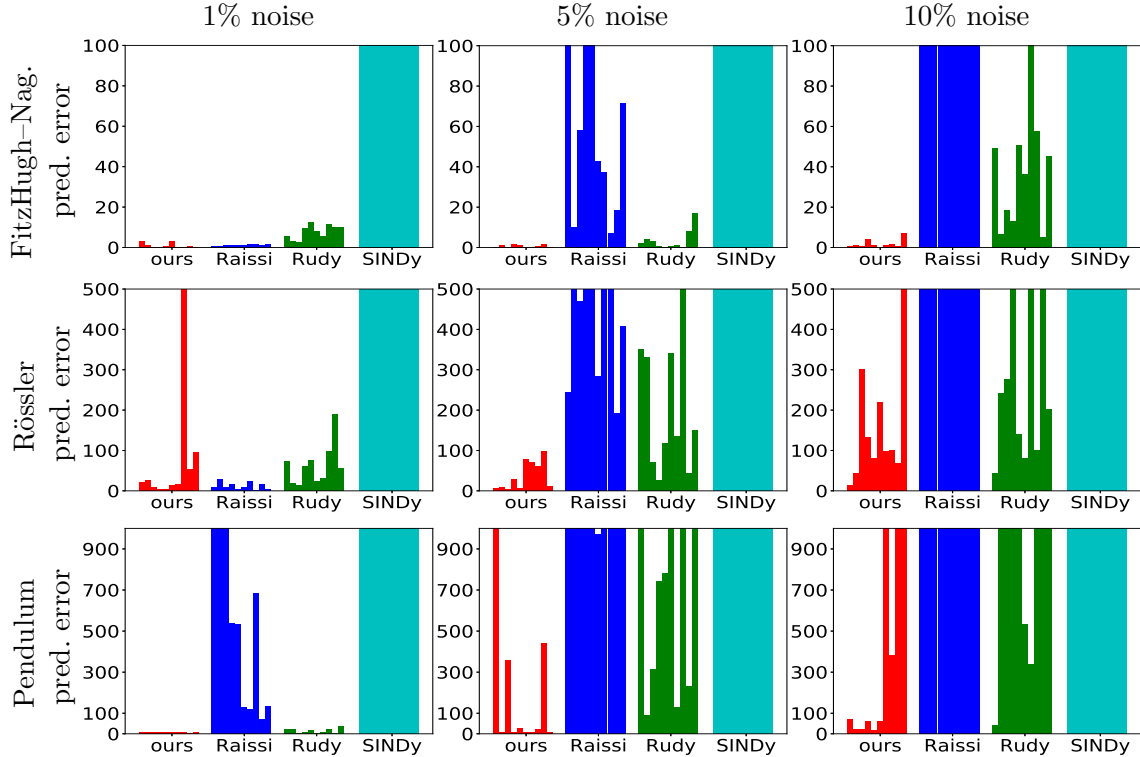 1% noise 5% noise 10% noise
FitzHugh–Nag.
pred. error
100 80 60 40 20 0
ours Raissi Rudy SINDy
100 80 60 40 20 0
ours Raissi Rudy SINDy
100 80 60 40 20 0
ours Raissi Rudy SINDy
Rössler
pred. error
500 400 300 200 100 0
ours Raissi Rudy SINDy
500 400 300 200 100 0
ours Raissi Rudy SINDy
500 400 300 200 100 0
ours Raissi Rudy SINDy
Pendulum
pred. error
900 700 500 300 100 0
ours Raissi Rudy SINDy
900 700 500 300 100 0
ours Raissi Rudy SINDy
900 700 500 300 100 0
ours Raissi Rudy SINDy